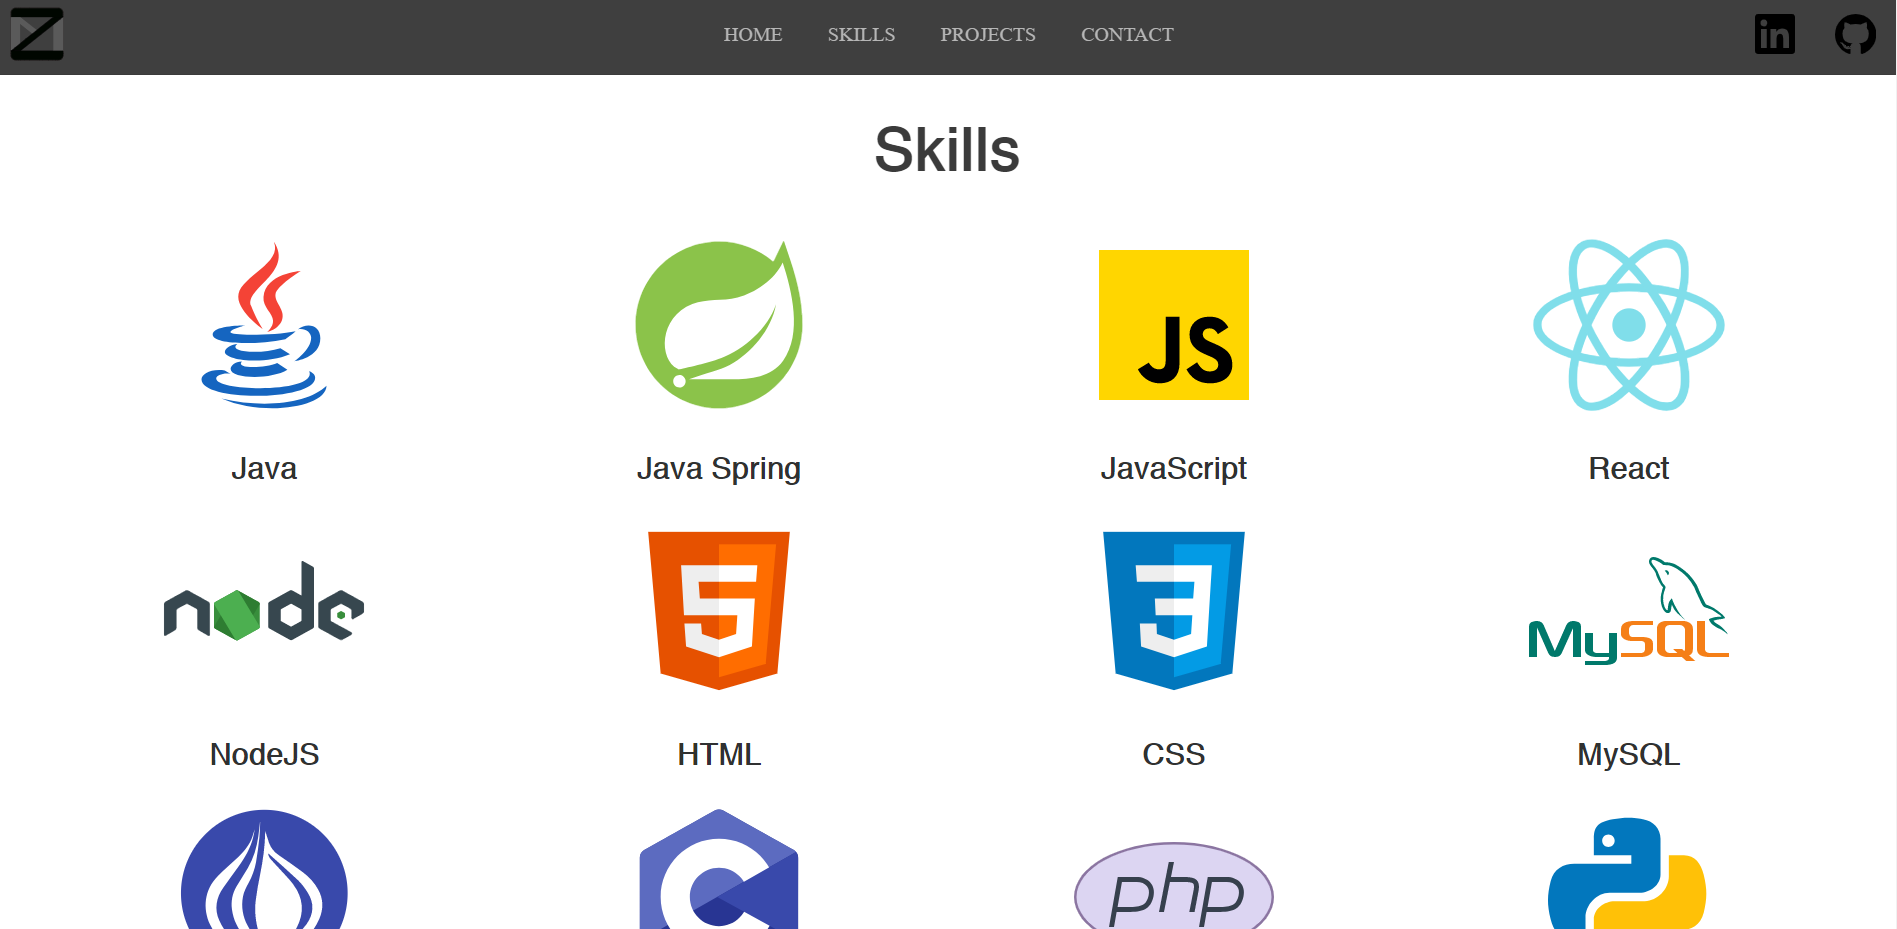 HOME SKILLS PROJECTS CONTACT
in
Skills
JS
Java Java Spring JavaScript React
node
5
3
MySQL
NodeJS HTML CSS MySQL
C
php